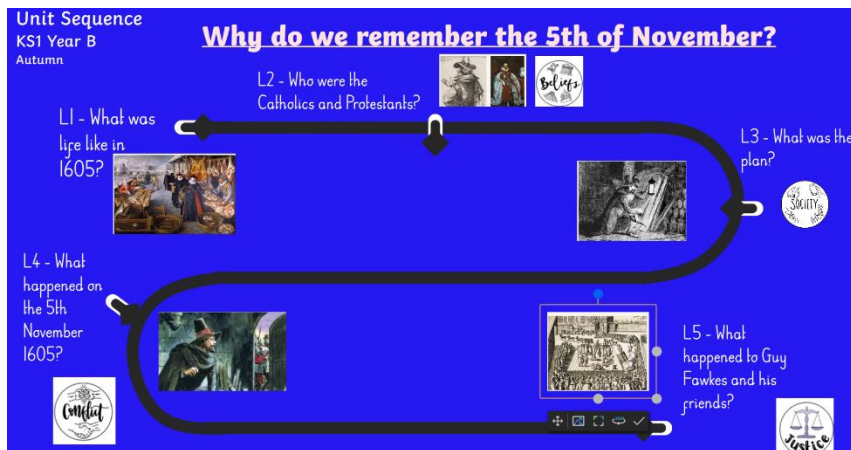 Unit Sequence
KS1 Year B
Autumn
Why do we remember the 5th of November?
L2 - Who were the
Catholics and Protestants?
Beliefs
L1 - What was
life like in
1605?
L3 - What was the
plan?
SOCIETY
L4 - What
happened on
the 5th
November
1605?
Conflict
L5 - What
happened to Guy
Fawkes and his
friends?
Justice